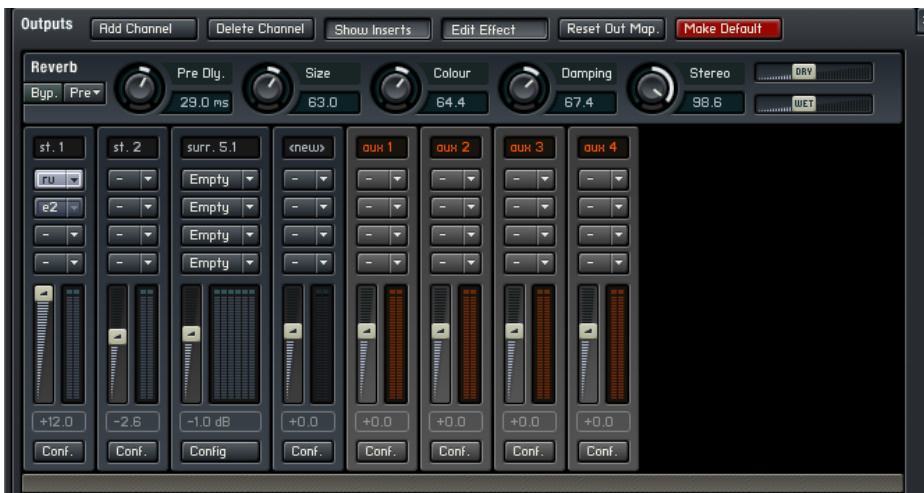 Outputs Add Channel Delete Channel Show Inserts Edit Effect Reset Out Map. Make Default
Reverb Pre Dly. Size Colour Damping Stereo DRY
Byp. Pre 29.0 ms 63.0 64.4 67.4 98.6 WET
st. 1 st. 2 surr. 5.1 <new> aux 1 aux 2 aux 3 aux 4
ru - Empty - - - - -
e2 - Empty - - - - -
- - Empty - - - - -
- - Empty - - - - -
+12.0 -2.6 -1.0 dB +0.0 +0.0 +0.0 +0.0 +0.0
Conf. Conf. Config Conf. Conf. Conf. Conf. Conf.